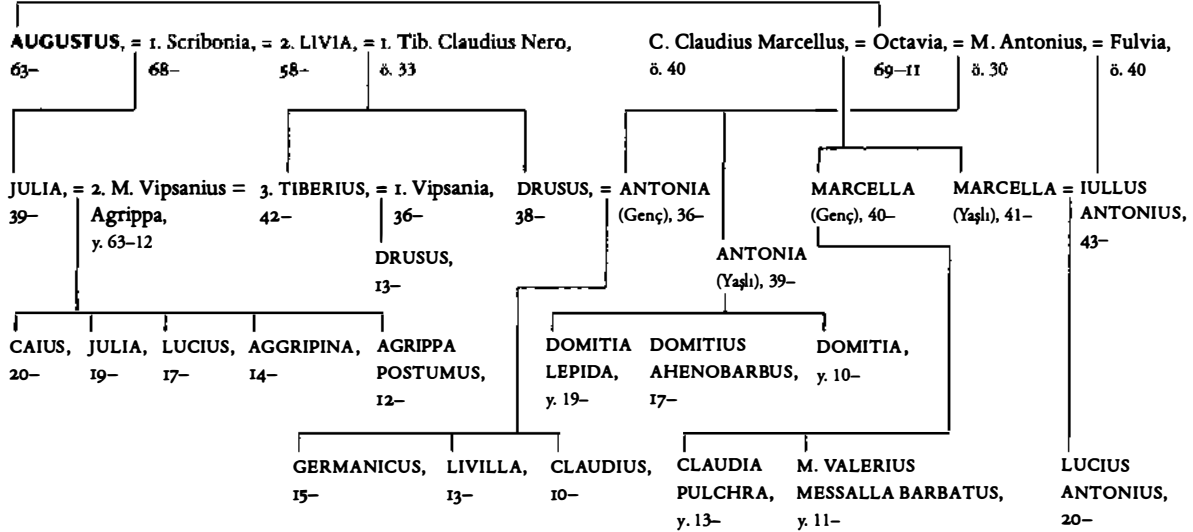 AUGUSTUS, = 1. Scribonia, = 2. LIVIA, = 1. Tib. Claudius Nero, C. Claudius Marcellus, = Octavia, = M. Antonius, = Fulvia,
63– 68– 58– ö. 33 ö. 40 69–11 ö. 30 ö. 40
JULIA, = 2. M. Vipsanius = 3. TIBERIUS, = 1. Vipsania, DRUSUS, = ANTONIA MARCELLA MARCELLA = IULLUS
39– Agrippa, 42– 36– 38– (Genç), 36– (Genç), 40– (Yaşlı), 41– ANTONIUS,
y. 63–12 43–
DRUSUS, ANTONIA
13– (Yaşlı), 39–
CAIUS, JULIA, LUCIUS, AGGRIPINA, AGRIPPA DOMITIA DOMITIUS DOMITIA,
20– 19– 17– 14– POSTUMUS, LEPIDA, AHENOBARBUS, y. 10–
12– y. 19– 17–
GERMANICUS, LIVILLA, CLAUDIUS, CLAUDIA M. VALERIUS LUCIUS
15– 13– 10– PULCHRA, MESSALLA BARBATUS, ANTONIUS,
y. 13– y. 11– 20–